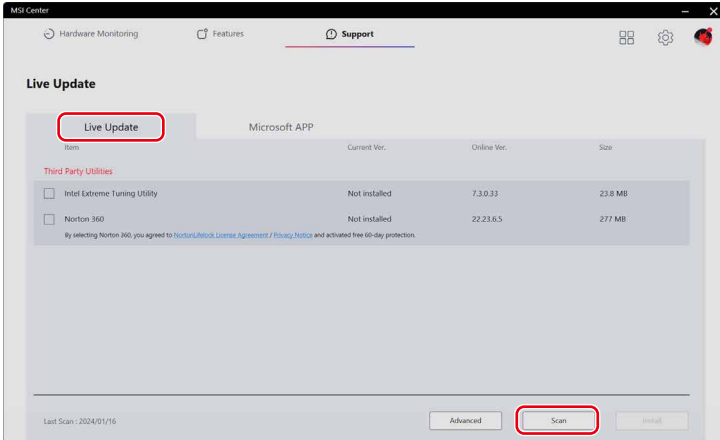 MSI Center
Hardware Monitoring Features Support
Live Update
Live Update Microsoft APP
Item Current Ver. Online Ver. Size
Third Party Utilities
Intel Extreme Tuning Utility Not installed 7.3.0.33 23.8 MB
Norton 360 Not installed 22.23.6.5 277 MB
By selecting Norton 360, you agreed to NortonLifelock License Agreement / Privacy Notice and activated free 60-day protection.
Last Scan : 2024/01/16 Advanced Scan Install